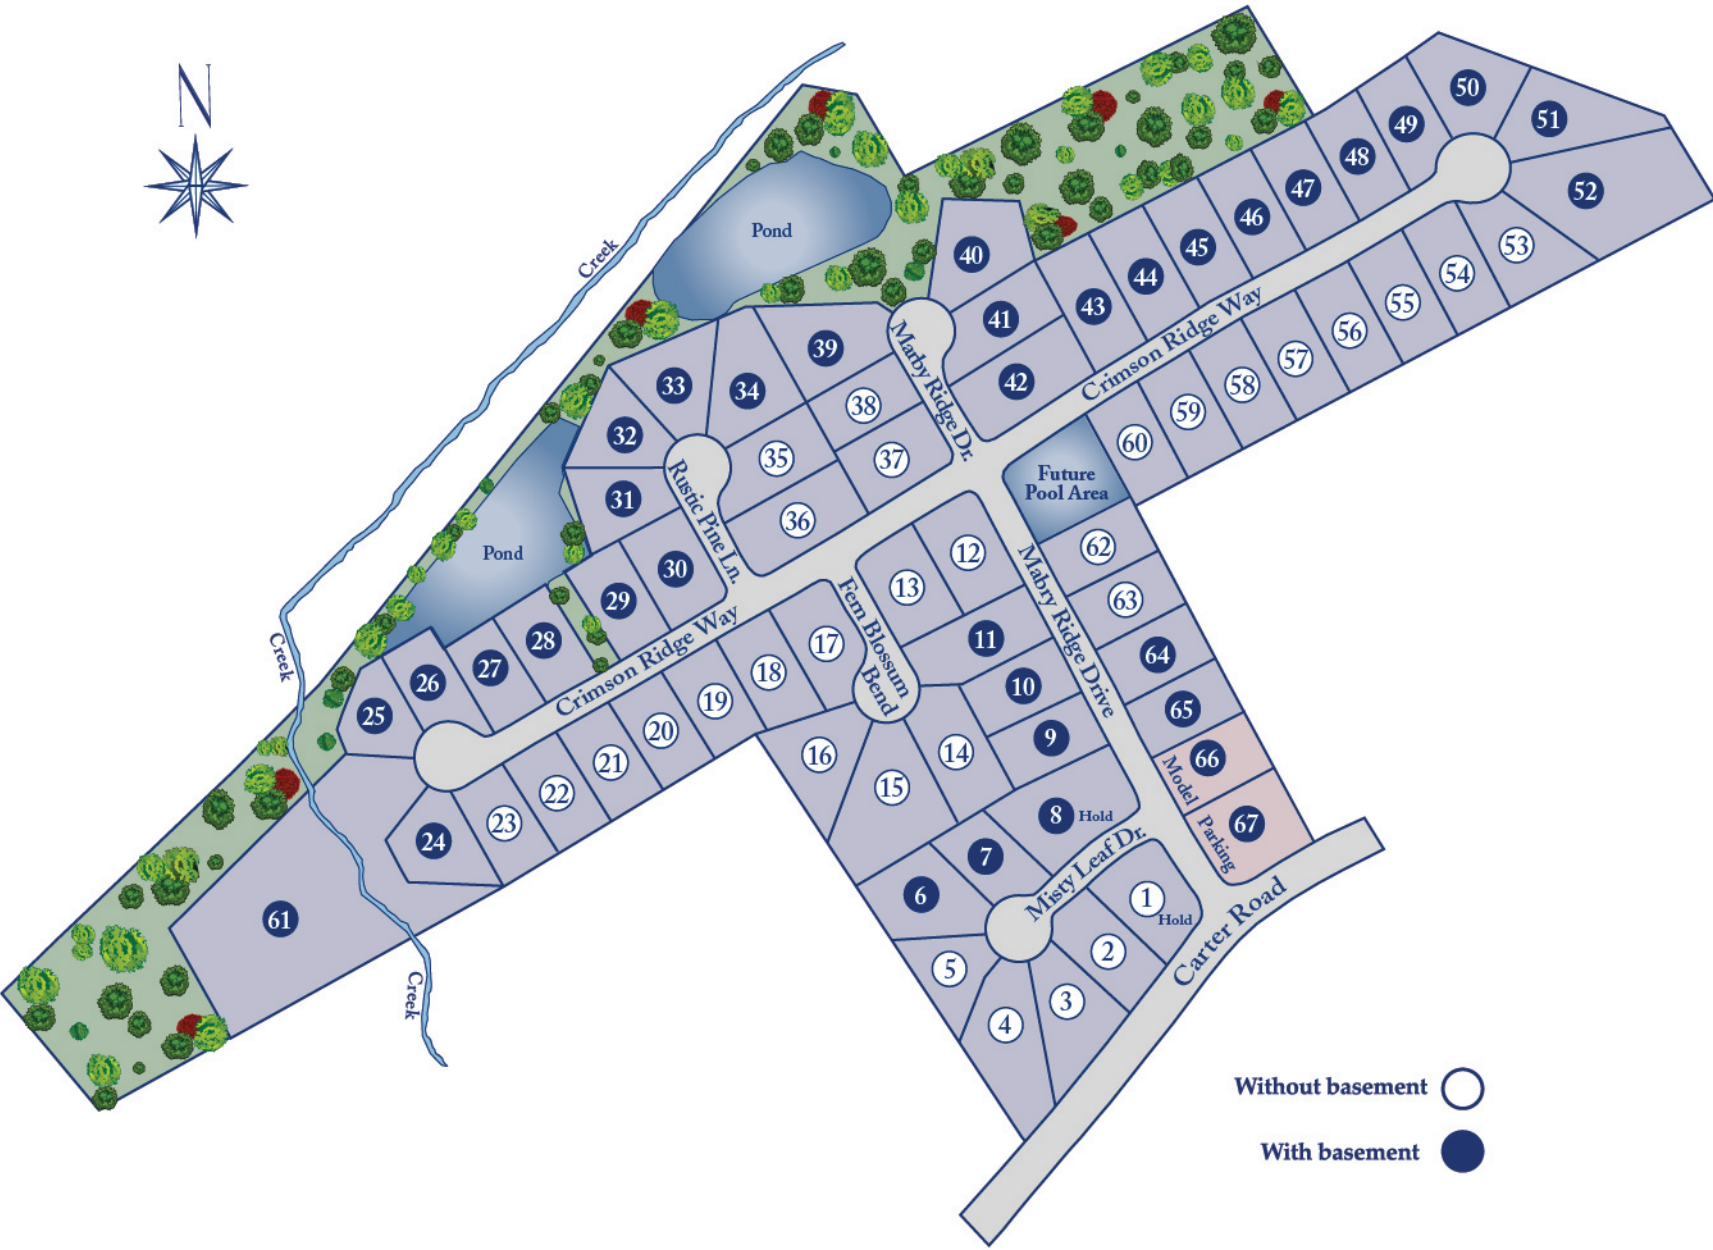 N
50
49
51
48
47
52
46
45
53
40
44
54
43
55
41
56
42
57
58
59
60
Creek
Pond
39
Marby Ridge Dr.
Crimson Ridge Way
33
34
38
32
35
37
31
36
Rustic Pine Ln.
Future
Pool Area
Pond
30
29
12
13
62
63
Fern Blossum
Bend
Mabry Ridge Drive
28
27
26
25
Creek
Crimson Ridge Way
17
18
19
20
21
22
23
24
11
10
9
64
65
66
Model
67
Parking
16
15
14
8 Hold
7
6
Misty Leaf Dr.
1
Hold
2
5
3
4
Carter Road
61
Creek
Without basement
With basement